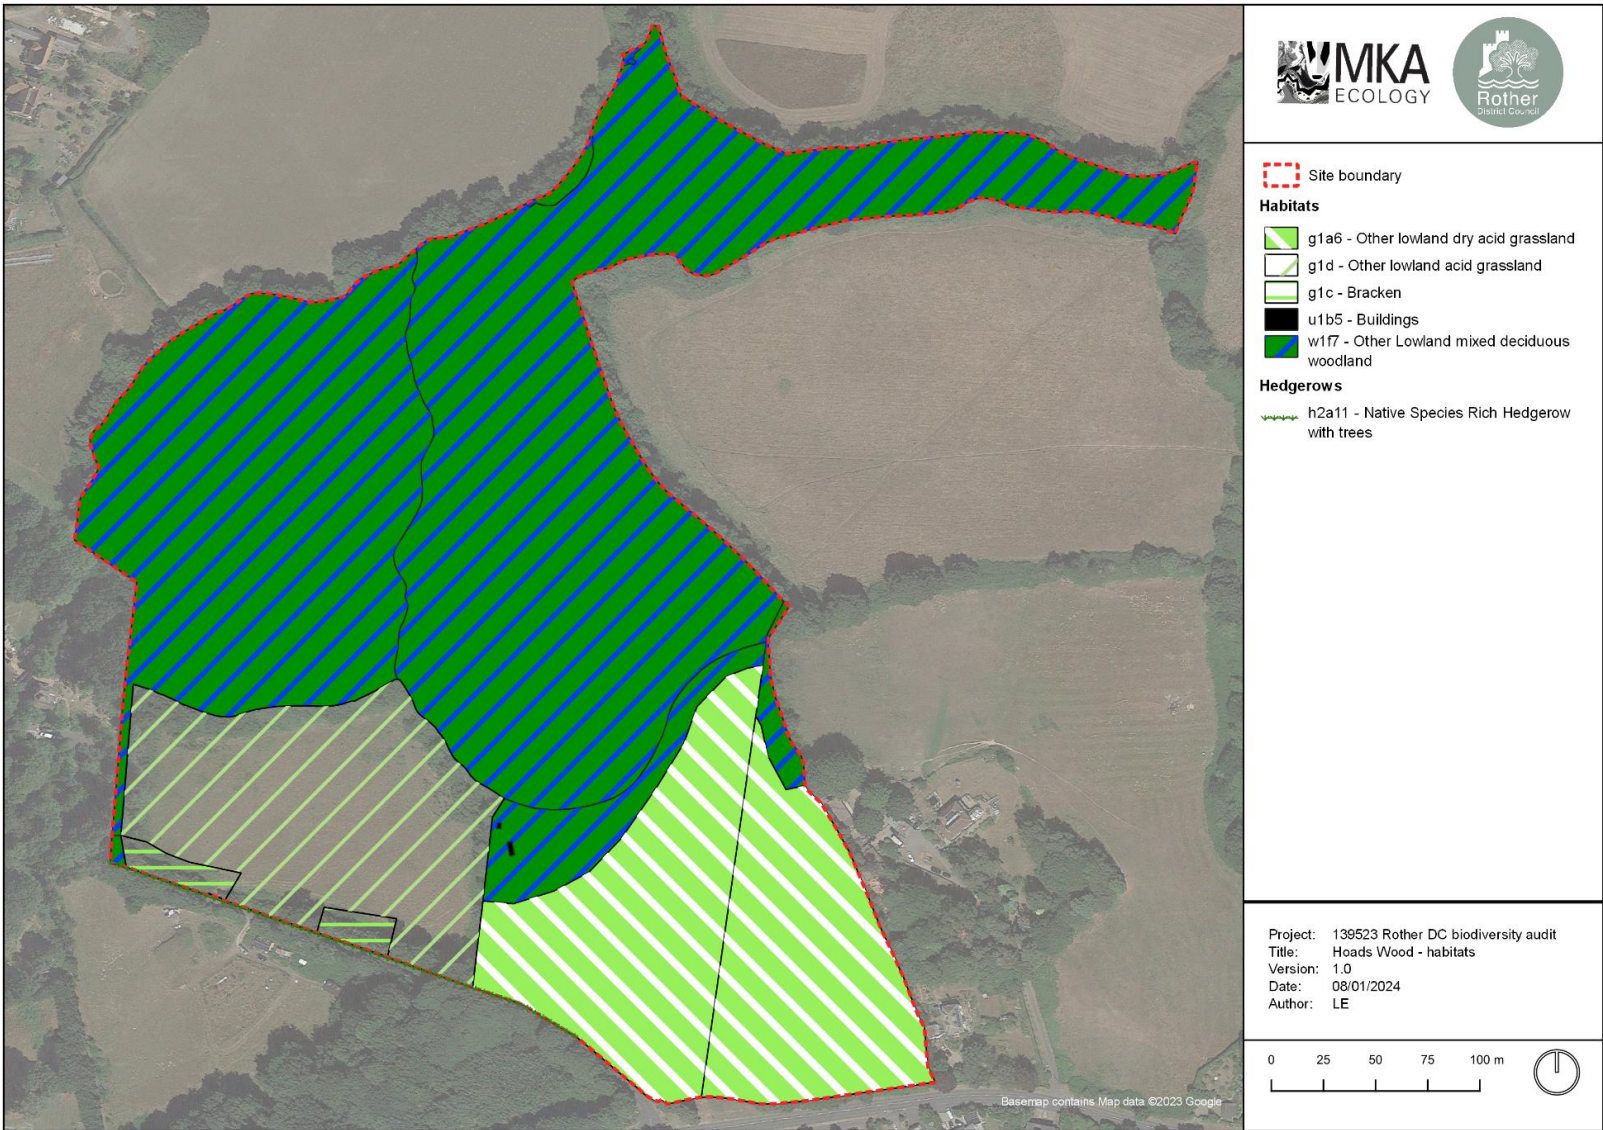 MKA
ECOLOGY
Rother
District Council
Site boundary
Habitats
g1a6 - Other lowland dry acid grassland
g1d - Other lowland acid grassland
g1c - Bracken
u1b5 - Buildings
w1f7 - Other Lowland mixed deciduous
woodland
Hedgerows
h2a11 - Native Species Rich Hedgerow
with trees
Project: 139523 Rother DC biodiversity audit
Title: Hoads Wood - habitats
Version: 1.0
Date: 08/01/2024
Author: LE
0 25 50 75 100 m
Basemap contains Map data ©2023 Google